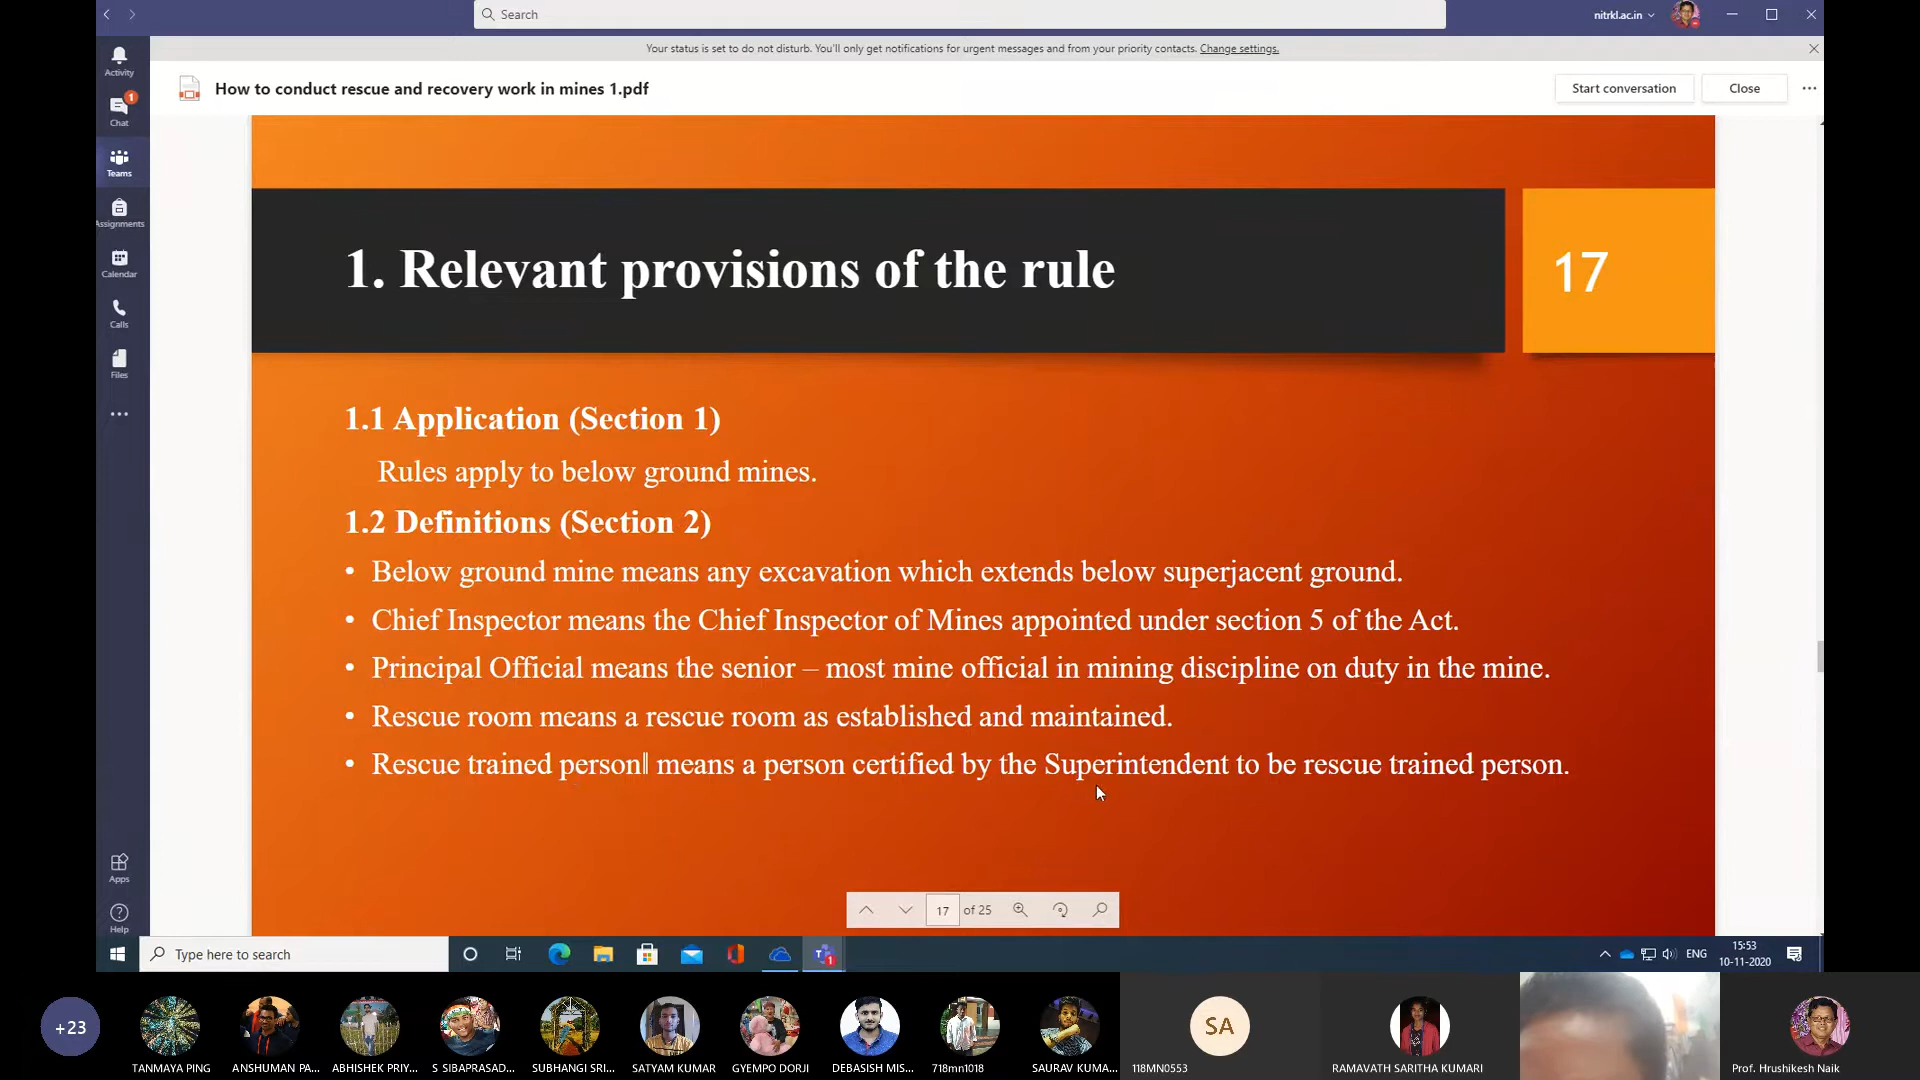 Search
nitrkl.ac.in
Your status is set to do not disturb. You'll only get notifications for urgent messages and from your priority contacts. Change settings.
Activity
How to conduct rescue and recovery work in mines 1.pdf
Start conversation
Close
1
Chat
Teams
Assignments
Calendar
Calls
Files
1. Relevant provisions of the rule
17
1.1 Application (Section 1)
Rules apply to below ground mines.
1.2 Definitions (Section 2)
• Below ground mine means any excavation which extends below superjacent ground.
• Chief Inspector means the Chief Inspector of Mines appointed under section 5 of the Act.
• Principal Official means the senior – most mine official in mining discipline on duty in the mine.
• Rescue room means a rescue room as established and maintained.
• Rescue trained person‖ means a person certified by the Superintendent to be rescue trained person.
Apps
Help
17 of 25
Type here to search
1
ENG
15:53
10-11-2020
+23
TANMAYA PING
ANSHUMAN PA...
ABHISHEK PRIY...
S SIBAPRASAD...
SUBHANGI SRI...
SATYAM KUMAR
GYEMPO DORJI
DEBASISH MIS...
718mn1018
SAURAV KUMA...
SA
118MN0553
RAMAVATH SARITHA KUMARI
Prof. Hrushikesh Naik